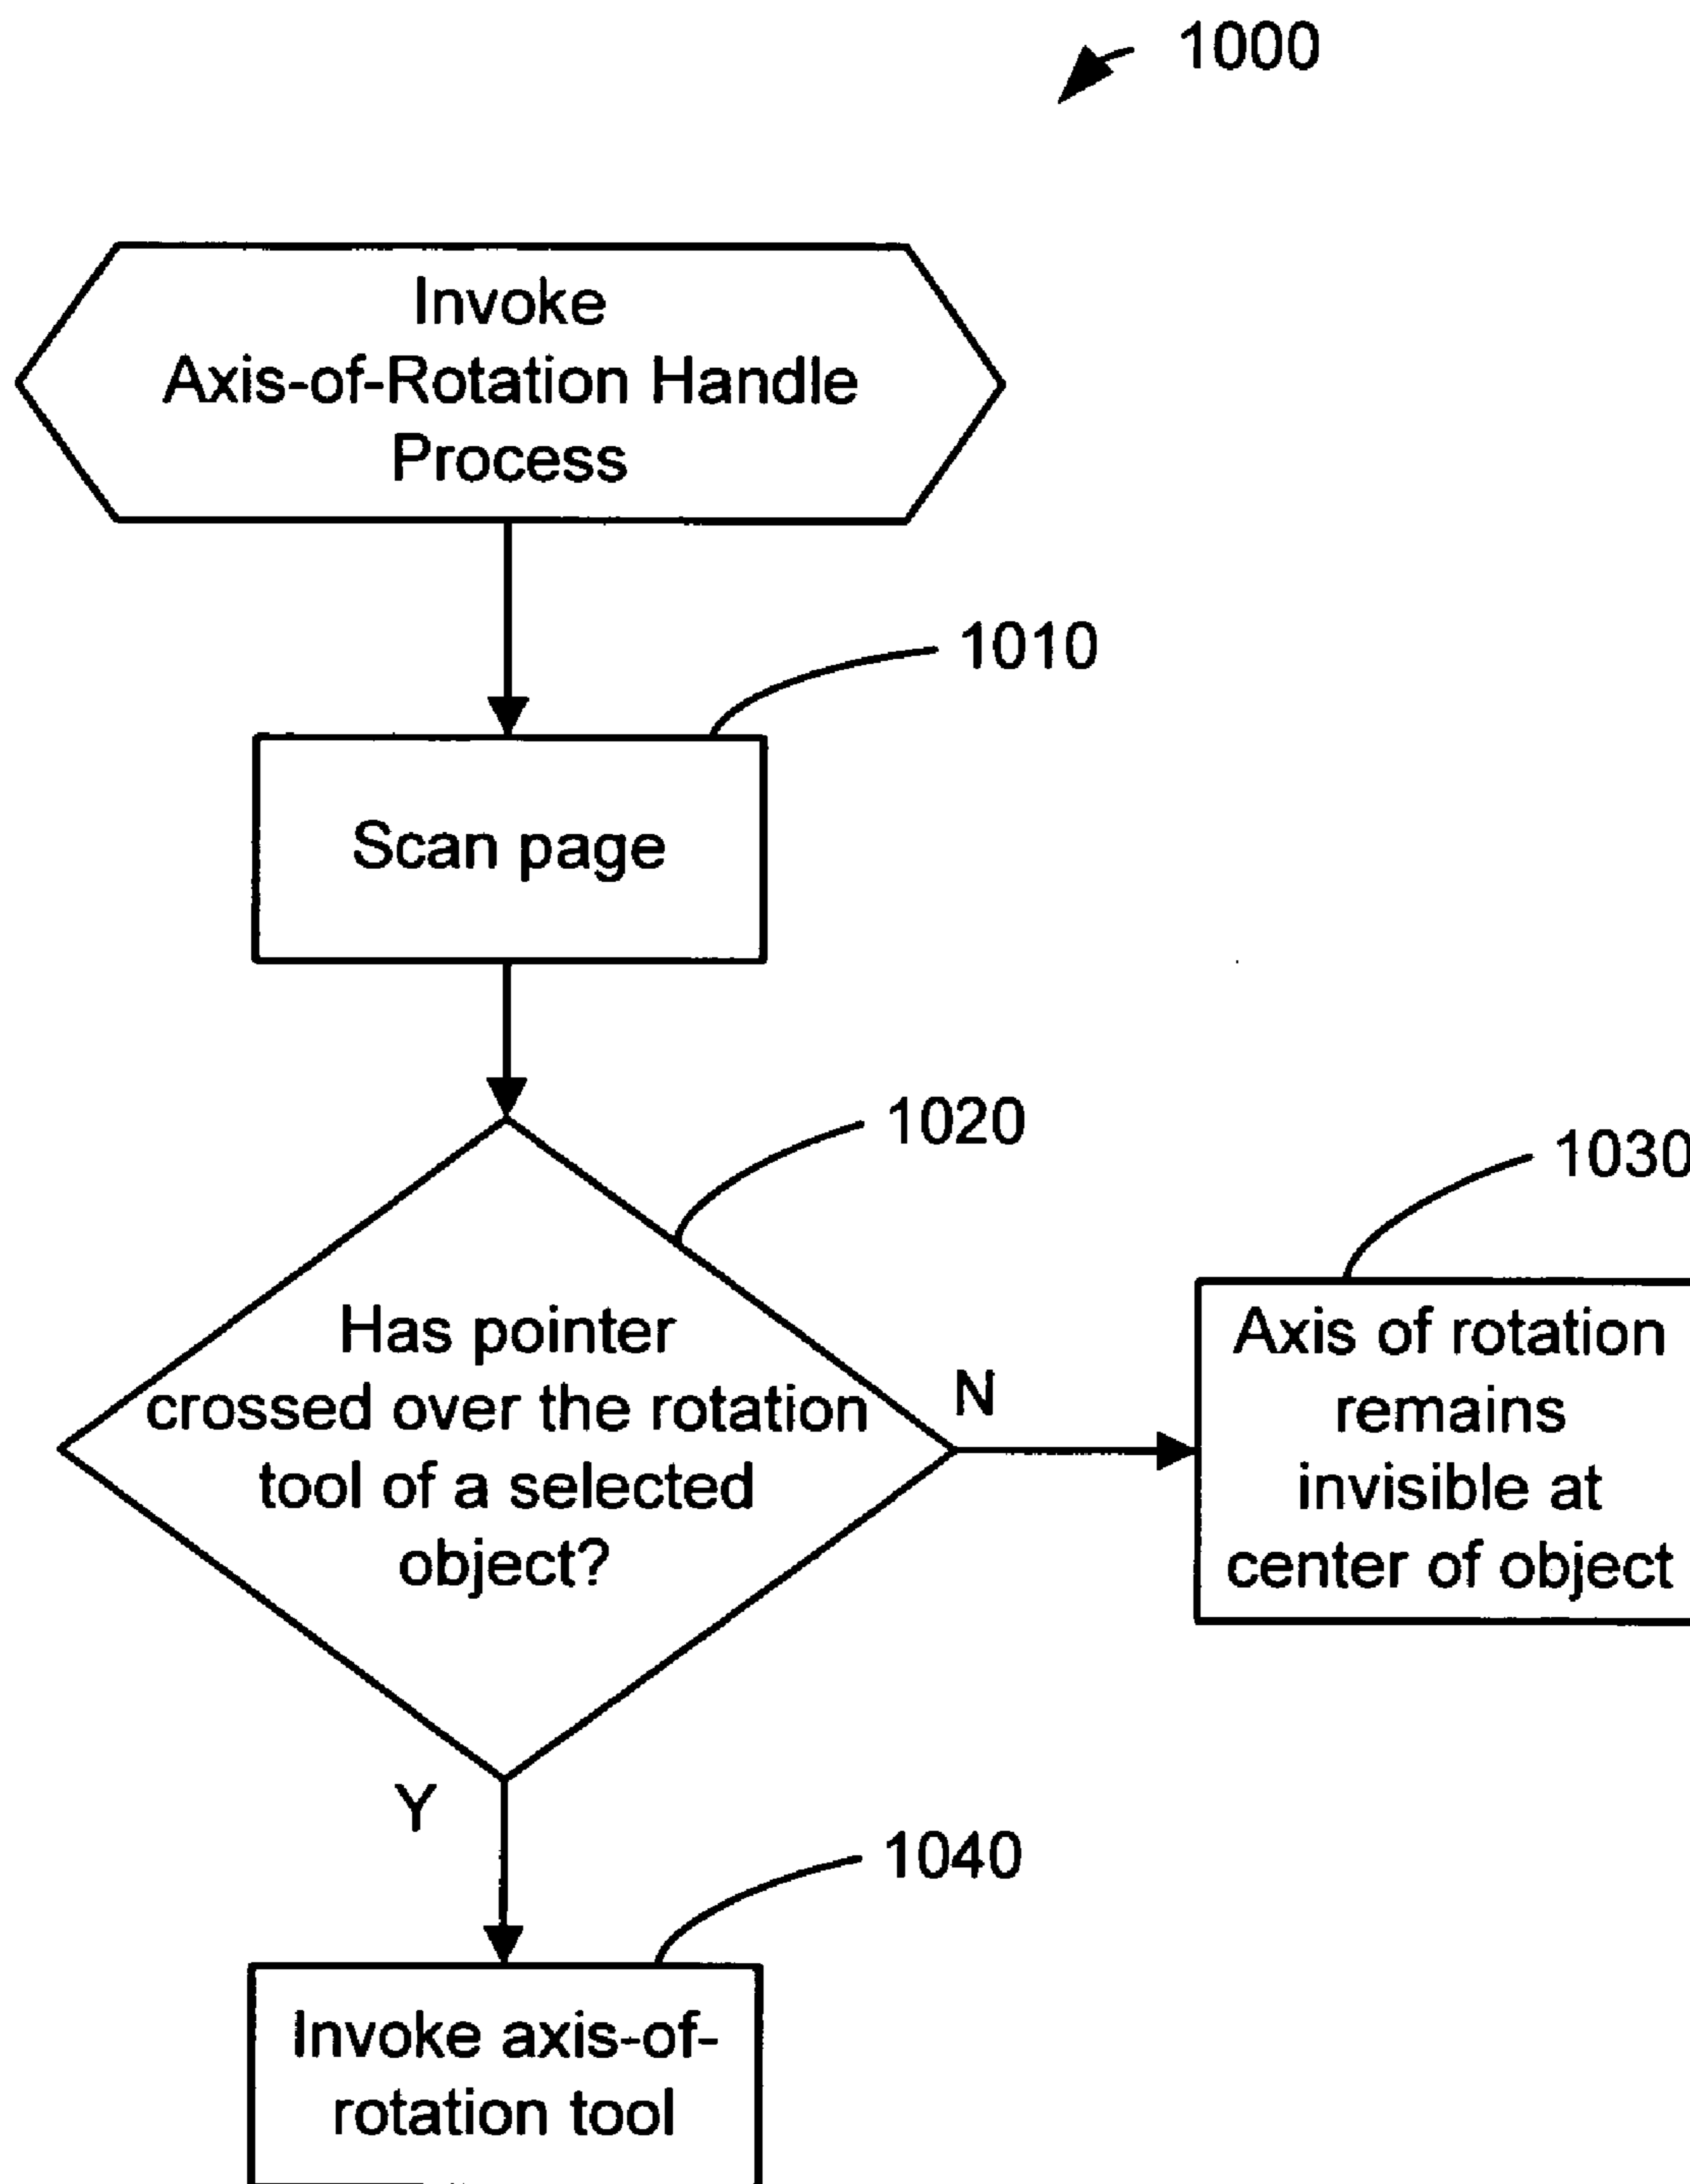 1000
Invoke
Axis-of-Rotation Handle
Process
1010
Scan page
1020
1030
Has pointer
crossed over the rotation
tool of a selected
object?
N
Axis of rotation
remains
invisible at
center of object
Y
1040
Invoke axis-of-
rotation tool